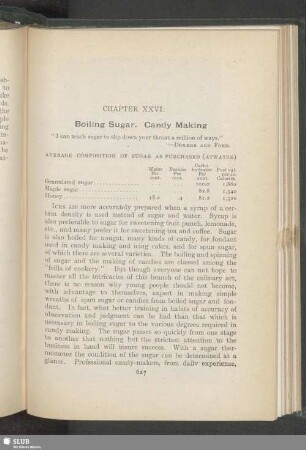 CHAPTER XXVI.
Boiling Sugar. Candy Making
"I can teach sugar to slip down your throat a million of ways."
—DEKKER AND FORD.
AVERAGE COMPOSITION OF SUGAR AS PURCHASED (ATWATER)
Water Per cent. Protein Per cent. Carbohydrates Per cent. Fuel val. per lb. Calories.
Granulated sugar 100.0 1,860
Maple sugar 82.8 1,540
Honey 18.2 .4 81.2 1,520
ICES are more accurately prepared when a syrup of a certain
density is used instead of sugar and water. Syrup is
also preferable to sugar for sweetening fruit punch, lemonade,
etc., and many prefer it for sweetening tea and coffee. Sugar
is also boiled for nougat, many kinds of candy, for fondant
used in candy making and icing cakes, and for spun sugar,
of which there are several varieties. The boiling and spinning
of sugar and the making of candies are classed among the
"frills of cookery." But though everyone can not hope to
master all the intricacies of this branch of the culinary art,
there is no reason why young people should not become,
with advantage to themselves, expert in making simple
wreaths of spun sugar or candies from boiled sugar and fondant.
In fact, what better training in habits of accuracy of
observation and judgment can be had than that which is
necessary in boiling sugar to the various degrees required in
candy making. The sugar passes so quickly from one stage
to another that nothing but the strictest attention to the
business in hand will insure success. With a sugar thermometer
the condition of the sugar can be determined at a
glance. Professional candy-makers, from daily experience,
627
SLUB